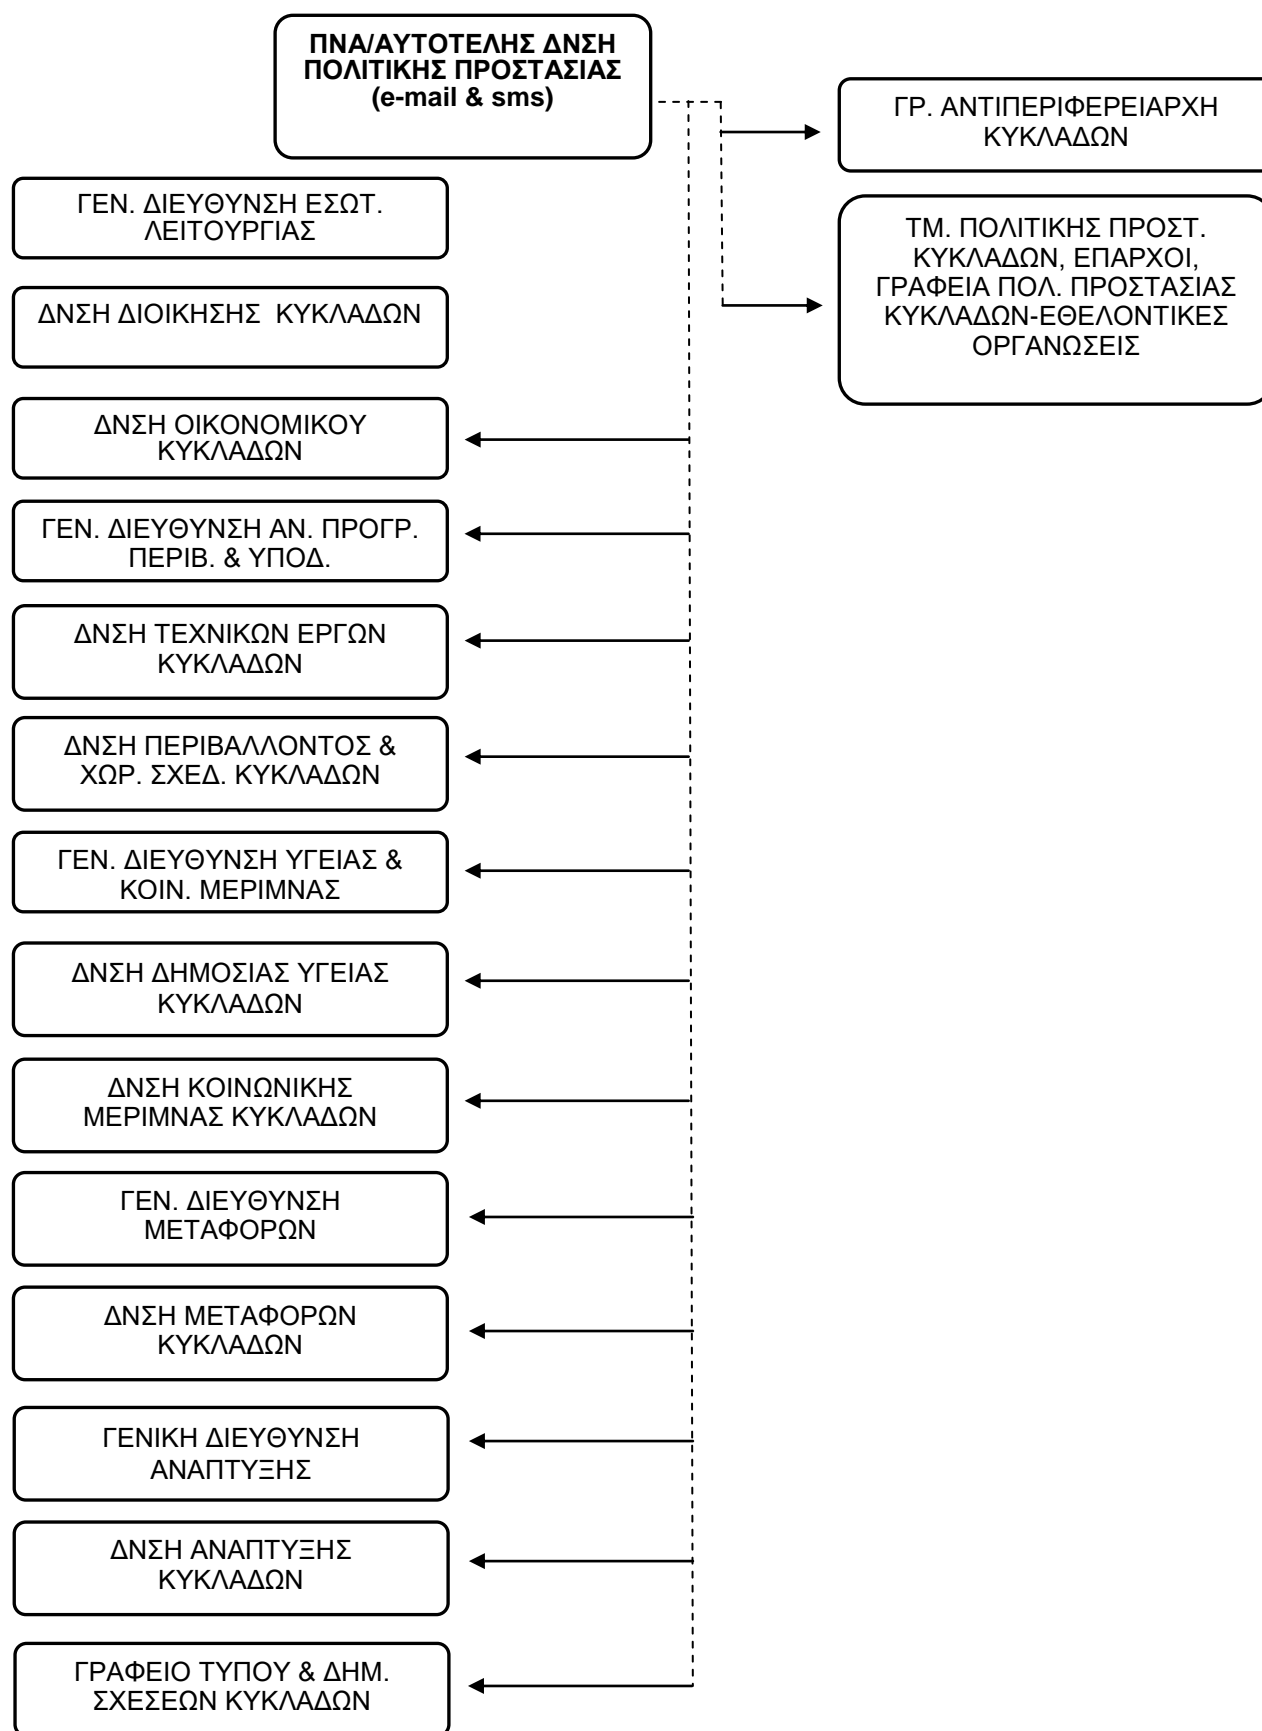 ΠΝΑ/ΑΥΤΟΤΕΛΗΣ ΔΝΣΗ
ΠΟΛΙΤΙΚΗΣ ΠΡΟΣΤΑΣΙΑΣ
(e-mail & sms)
ΓΡ. ΑΝΤΙΠΕΡΙΦΕΡΕΙΑΡΧΗ
ΚΥΚΛΑΔΩΝ
ΤΜ. ΠΟΛΙΤΙΚΗΣ ΠΡΟΣΤ.
ΚΥΚΛΑΔΩΝ, ΕΠΑΡΧΟΙ,
ΓΡΑΦΕΙΑ ΠΟΛ. ΠΡΟΣΤΑΣΙΑΣ
ΚΥΚΛΑΔΩΝ-ΕΘΕΛΟΝΤΙΚΕΣ
ΟΡΓΑΝΩΣΕΙΣ
ΓΕΝ. ΔΙΕΥΘΥΝΣΗ ΕΣΩΤ.
ΛΕΙΤΟΥΡΓΙΑΣ
ΔΝΣΗ ΔΙΟΙΚΗΣΗΣ  ΚΥΚΛΑΔΩΝ
ΔΝΣΗ ΟΙΚΟΝΟΜΙΚΟΥ
ΚΥΚΛΑΔΩΝ
ΓΕΝ. ΔΙΕΥΘΥΝΣΗ ΑΝ. ΠΡΟΓΡ.
ΠΕΡΙΒ. & ΥΠΟΔ.
ΔΝΣΗ ΤΕΧΝΙΚΩΝ ΕΡΓΩΝ
ΚΥΚΛΑΔΩΝ
ΔΝΣΗ ΠΕΡΙΒΑΛΛΟΝΤΟΣ &
ΧΩΡ. ΣΧΕΔ. ΚΥΚΛΑΔΩΝ
ΓΕΝ. ΔΙΕΥΘΥΝΣΗ ΥΓΕΙΑΣ &
ΚΟΙΝ. ΜΕΡΙΜΝΑΣ
ΔΝΣΗ ΔΗΜΟΣΙΑΣ ΥΓΕΙΑΣ
ΚΥΚΛΑΔΩΝ
ΔΝΣΗ ΚΟΙΝΩΝΙΚΗΣ
ΜΕΡΙΜΝΑΣ ΚΥΚΛΑΔΩΝ
ΓΕΝ. ΔΙΕΥΘΥΝΣΗ
ΜΕΤΑΦΟΡΩΝ
ΔΝΣΗ ΜΕΤΑΦΟΡΩΝ
ΚΥΚΛΑΔΩΝ
ΓΕΝΙΚΗ ΔΙΕΥΘΥΝΣΗ
ΑΝΑΠΤΥΞΗΣ
ΔΝΣΗ ΑΝΑΠΤΥΞΗΣ
ΚΥΚΛΑΔΩΝ
ΓΡΑΦΕΙΟ ΤΥΠΟΥ & ΔΗΜ.
ΣΧΕΣΕΩΝ ΚΥΚΛΑΔΩΝ